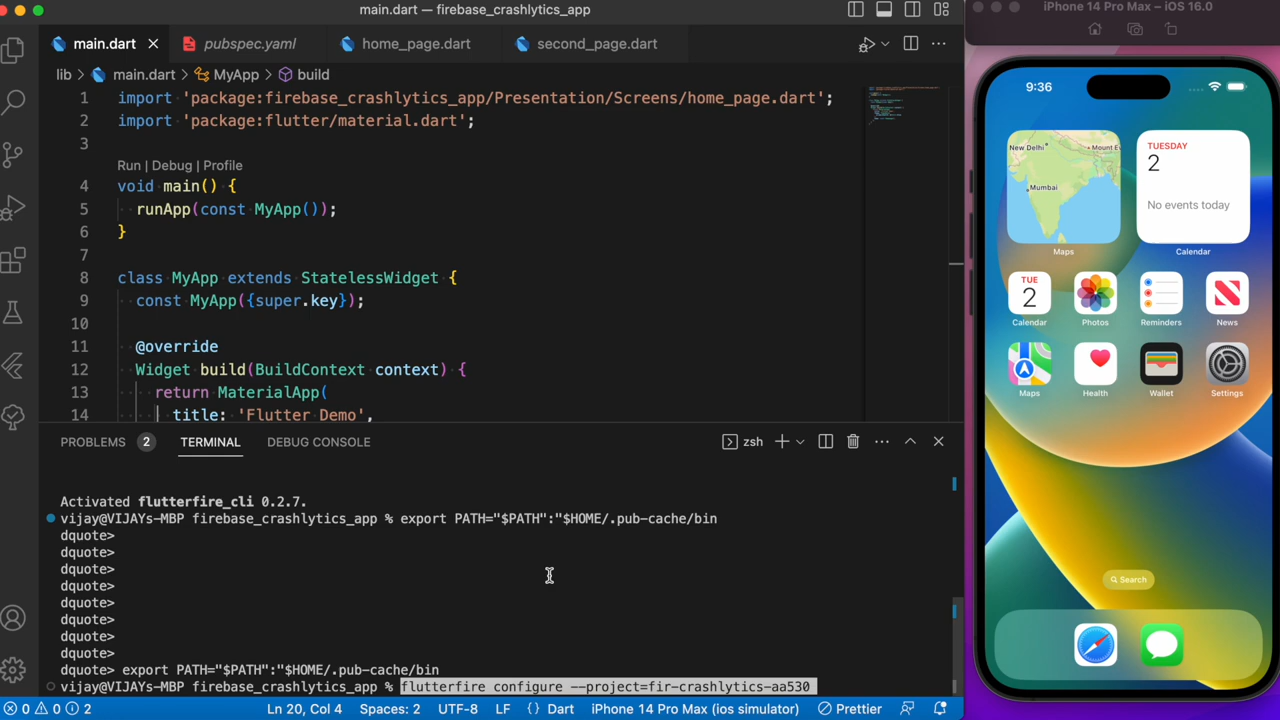 main.dart — firebase_crashlytics_app
main.dart
pubspec.yaml
home_page.dart
second_page.dart
lib > main.dart > MyApp > build
1 import 'package:firebase_crashlytics_app/Presentation/Screens/home_page.dart';
2 import 'package:flutter/material.dart';
3
Run | Debug | Profile
4 void main() {
5 runApp(const MyApp());
6 }
7
8 class MyApp extends StatelessWidget {
9 const MyApp({super.key});
10
11 @override
12 Widget build(BuildContext context) {
13 return MaterialApp(
14 title: 'Flutter Demo',
PROBLEMS 2 TERMINAL DEBUG CONSOLE
zsh
Activated flutterfire_cli 0.2.7.
vijay@VIJAYs-MBP firebase_crashlytics_app % export PATH="$PATH":"$HOME/.pub-cache/bin
dquote>
dquote>
dquote>
dquote>
dquote>
dquote>
dquote>
dquote>
dquote> export PATH="$PATH":"$HOME/.pub-cache/bin
vijay@VIJAYs-MBP firebase_crashlytics_app % flutterfire configure --project=fir-crashlytics-aa530
0 0 2 Ln 20, Col 4 Spaces: 2 UTF-8 LF {} Dart iPhone 14 Pro Max (ios simulator) Prettier
iPhone 14 Pro Max – iOS 16.0
9:36
New Delhi
Mount E
Mumbai
TUESDAY
2
No events today
Maps
Calendar
TUE
2
Calendar
Photos
Reminders
News
Maps
Health
Wallet
Settings
Search